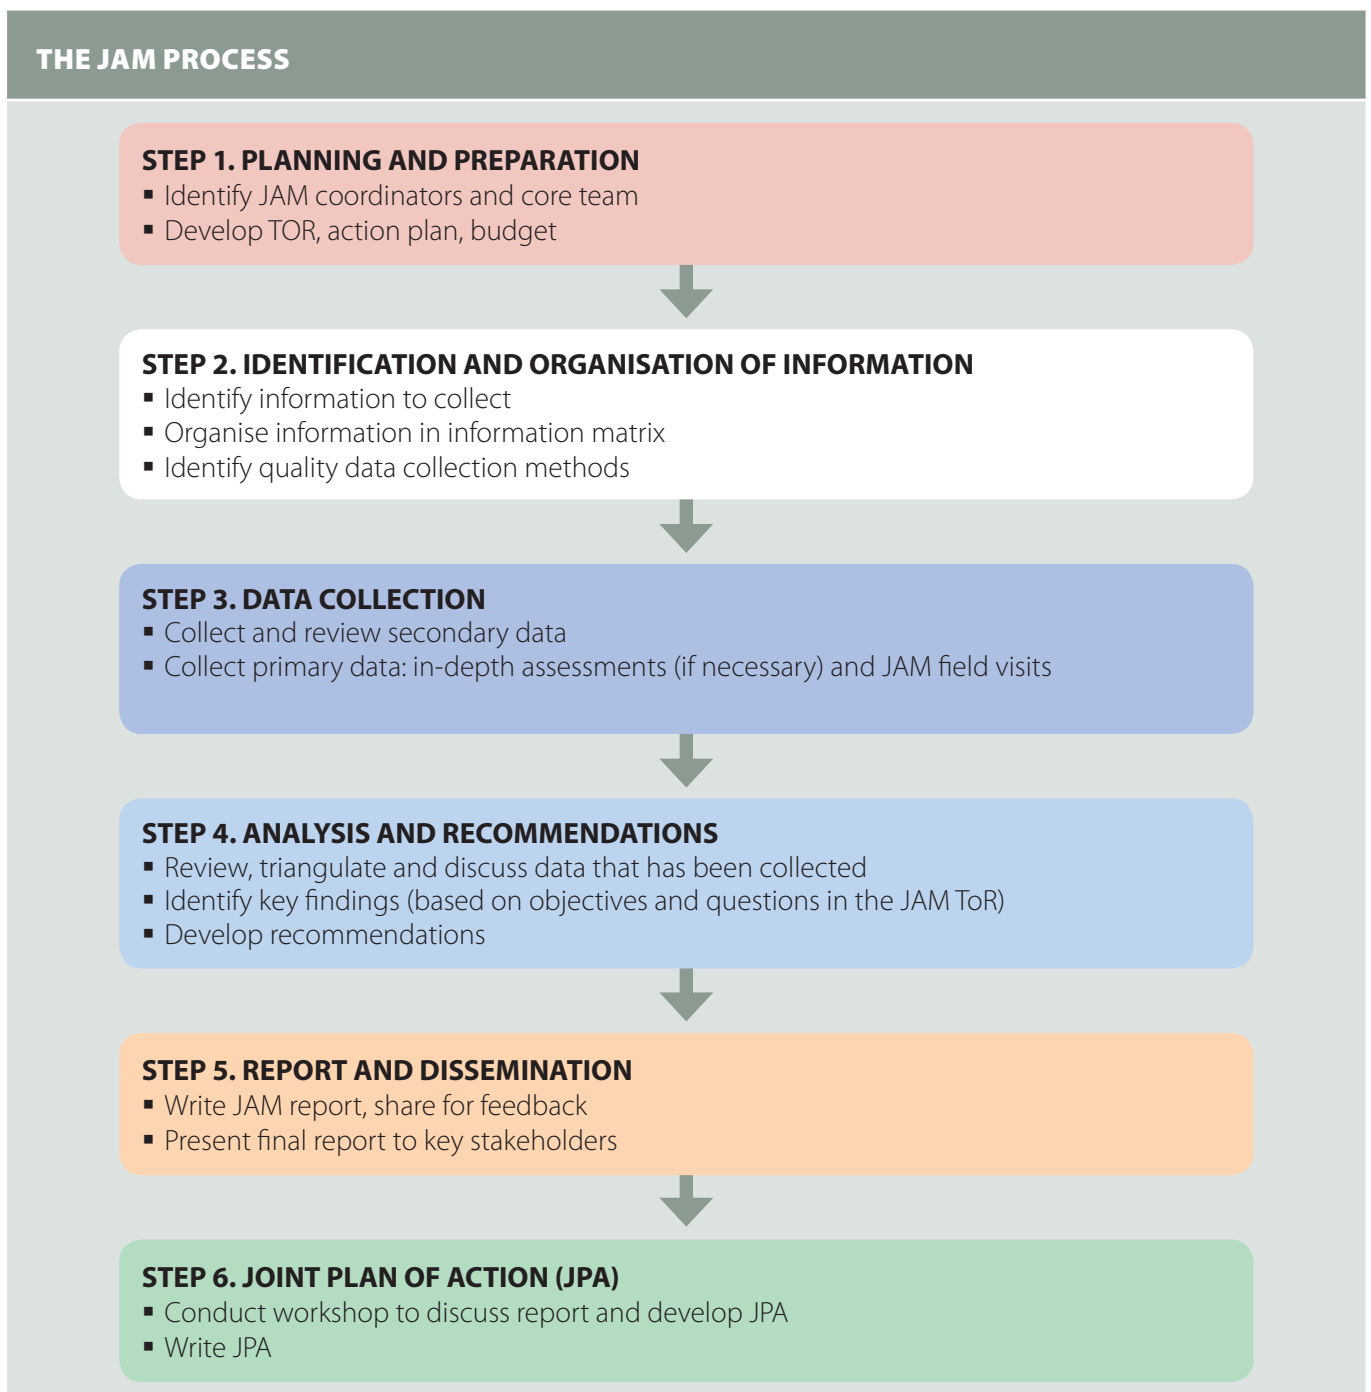 THE JAM PROCESS
STEP 1. PLANNING AND PREPARATION
▪ Identify JAM coordinators and core team
▪ Develop TOR, action plan, budget
STEP 2. IDENTIFICATION AND ORGANISATION OF INFORMATION
▪ Identify information to collect
▪ Organise information in information matrix
▪ Identify quality data collection methods
STEP 3. DATA COLLECTION
▪ Collect and review secondary data
▪ Collect primary data: in-depth assessments (if necessary) and JAM field visits
STEP 4. ANALYSIS AND RECOMMENDATIONS
▪ Review, triangulate and discuss data that has been collected
▪ Identify key findings (based on objectives and questions in the JAM ToR)
▪ Develop recommendations
STEP 5. REPORT AND DISSEMINATION
▪ Write JAM report, share for feedback
▪ Present final report to key stakeholders
STEP 6. JOINT PLAN OF ACTION (JPA)
▪ Conduct workshop to discuss report and develop JPA
▪ Write JPA